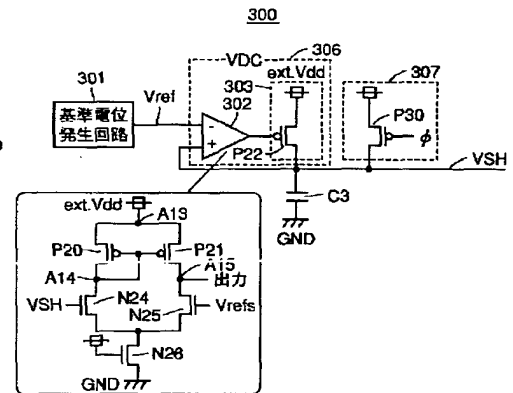 300
306
VDC
ext.Vdd
303
307
301
302
Vref
基準電位
発生回路
-
+
P22
P30
φ
VSH
C3
GND
ext.Vdd
A13
P20
P21
A14
A15
出力
VSH
N24
N25
Vrefs
N26
GND